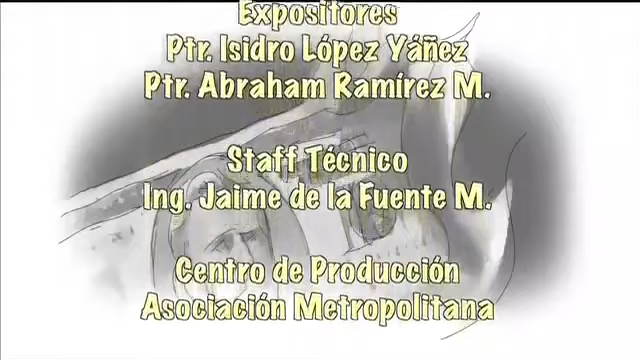 Expositores
Ptr. Isidro López Yáñez
Ptr. Abraham Ramírez M.
Staff Técnico
Ing. Jaime de la Fuente M.
Centro de Producción
Asociación Metropolitana